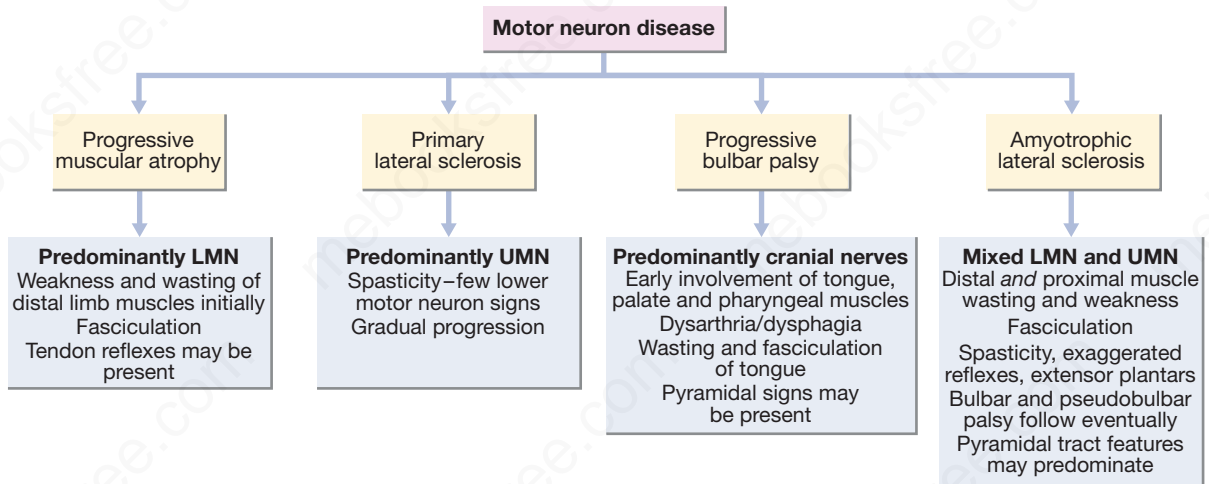 Motor neuron disease
Progressive
muscular atrophy
Primary
lateral sclerosis
Progressive
bulbar palsy
Amyotrophic
lateral sclerosis
Predominantly LMN
Weakness and wasting of
distal limb muscles initially
Fasciculation
Tendon reflexes may be
present
Predominantly UMN
Spasticity–few lower
motor neuron signs
Gradual progression
Predominantly cranial nerves
Early involvement of tongue,
palate and pharyngeal muscles
Dysarthria/dysphagia
Wasting and fasciculation
of tongue
Pyramidal signs may
be present
Mixed LMN and UMN
Distal and proximal muscle
wasting and weakness
Fasciculation
Spasticity, exaggerated
reflexes, extensor plantars
Bulbar and pseudobulbar
palsy follow eventually
Pyramidal tract features
may predominate